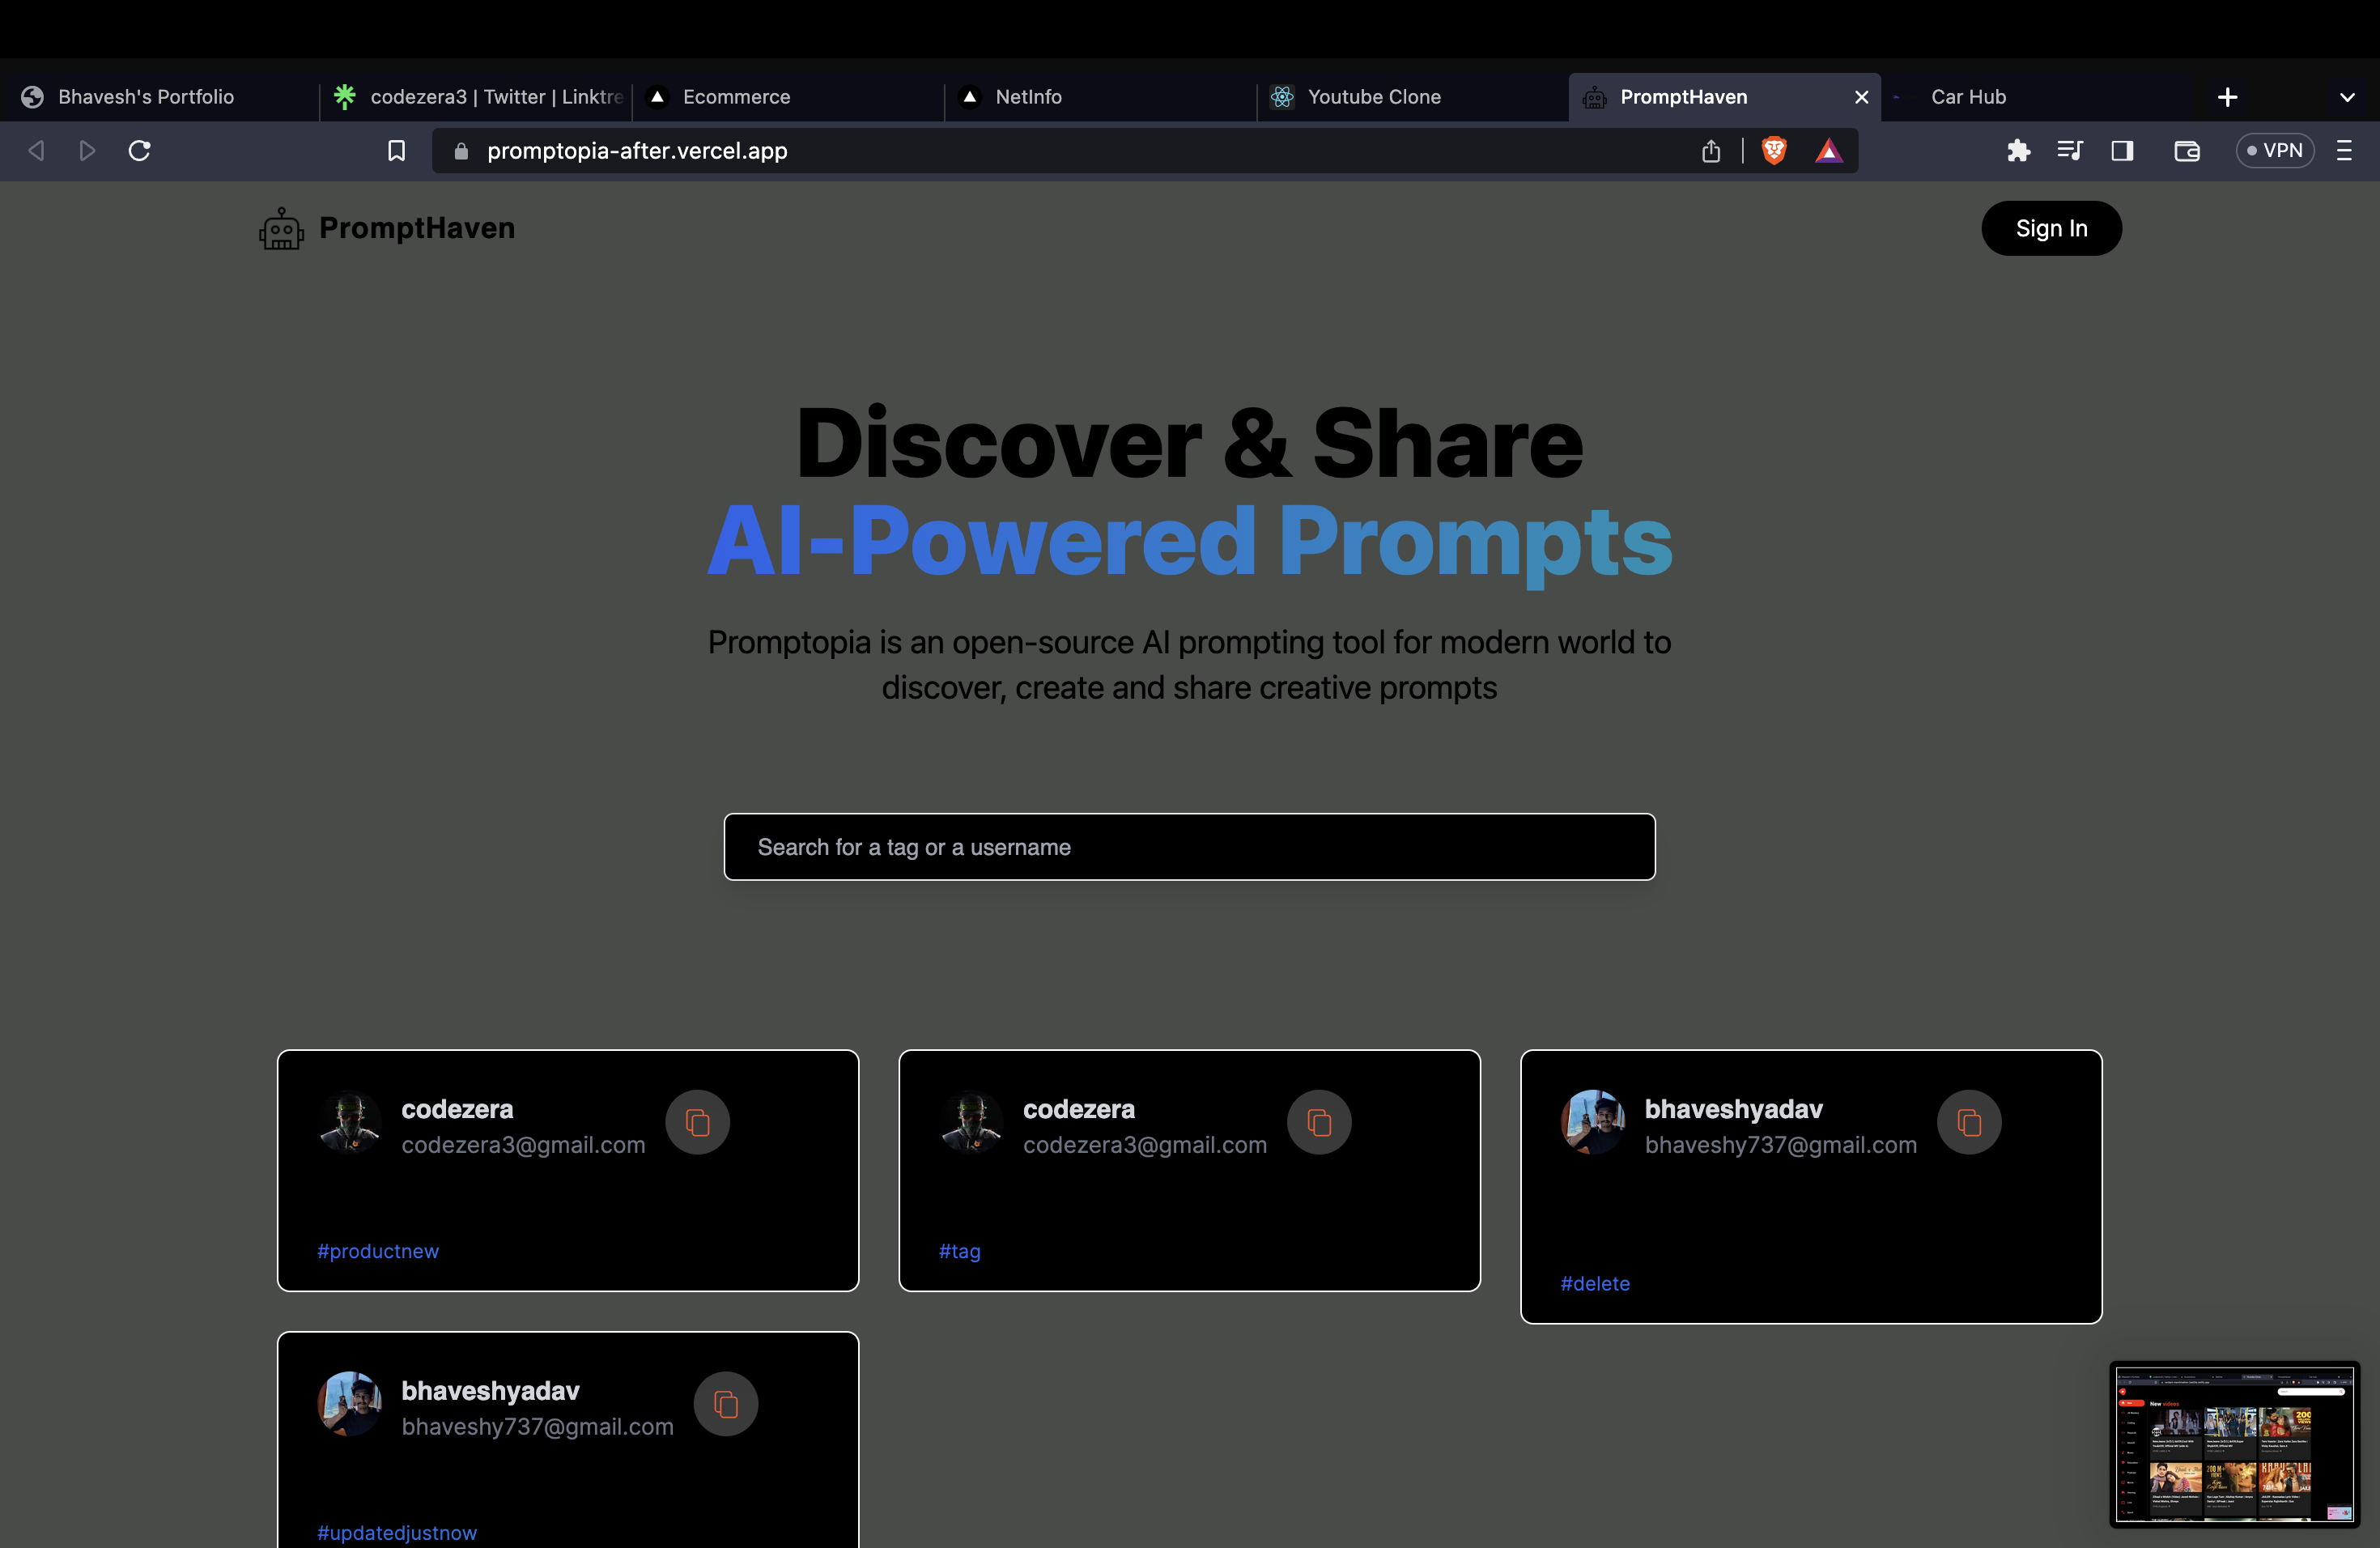 Bhavesh's Portfolio
codezera3 | Twitter | Linktre
Ecommerce
NetInfo
Youtube Clone
PromptHaven
Car Hub
promptopia-after.vercel.app
VPN
PromptHaven
Sign In
Discover & Share
AI-Powered Prompts
Promptopia is an open-source AI prompting tool for modern world to
discover, create and share creative prompts
Search for a tag or a username
codezera
codezera3@gmail.com
#productnew
codezera
codezera3@gmail.com
#tag
bhaveshyadav
bhaveshy737@gmail.com
#delete
bhaveshyadav
bhaveshy737@gmail.com
#updatedjustnow
New videos